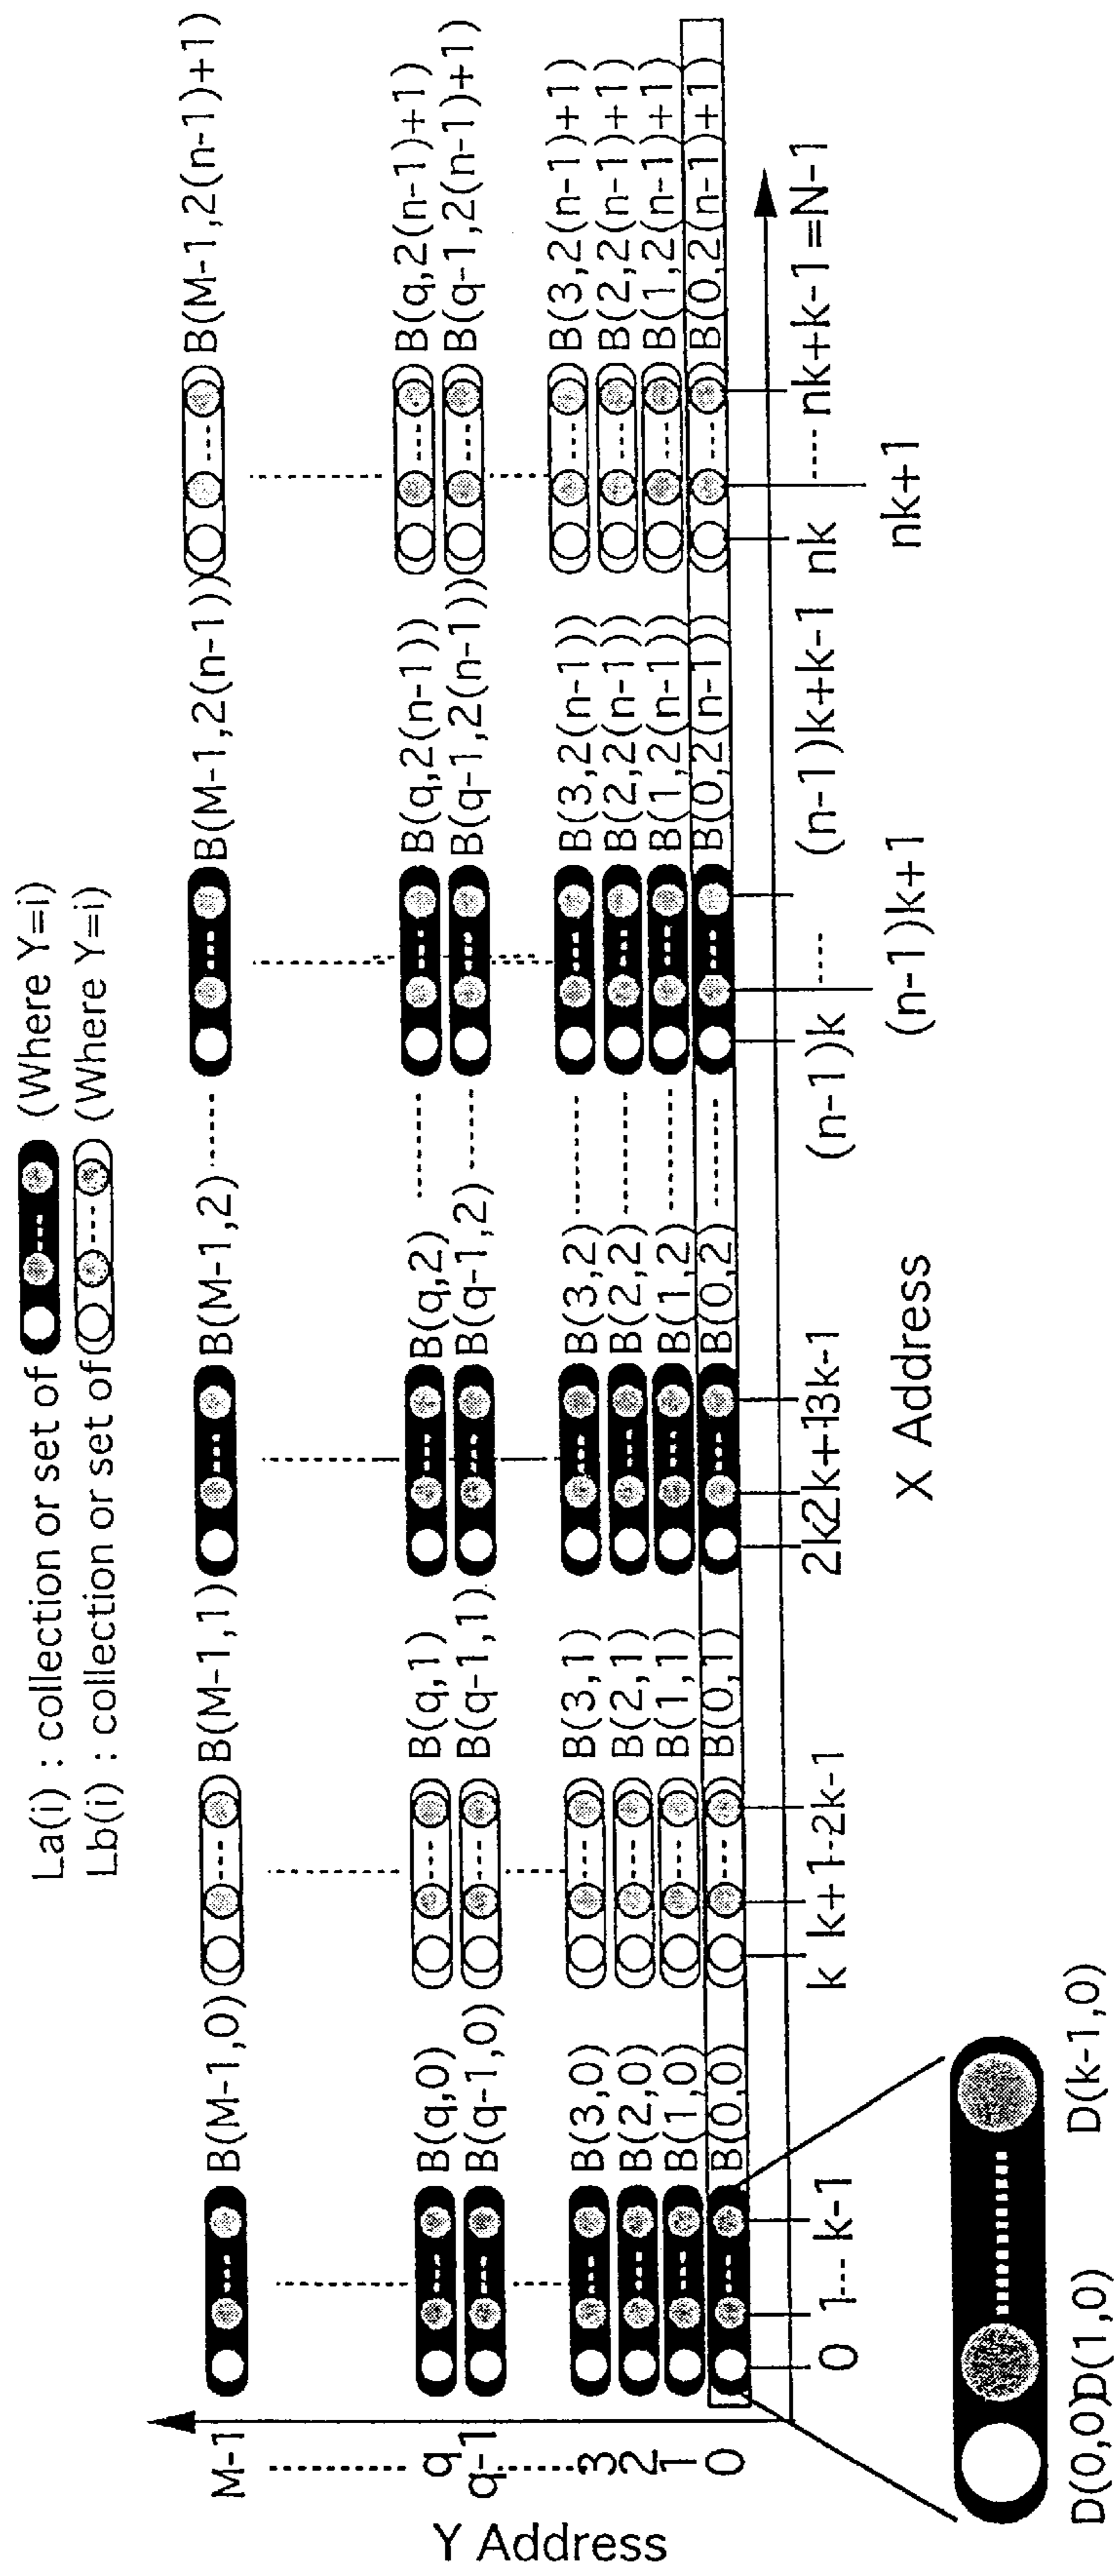 La(i) : collection or set of (Where Y=i)
Lb(i) : collection or set of (Where Y=i)
M-1 B(M-1,0) B(M-1,1) B(M-1,2) B(M-1,2(n-1)) B(M-1,2(n-1)+1)
q B(q,0) B(q,1) B(q,2) B(q,2(n-1)) B(q,2(n-1)+1)
q-1 B(q-1,0) B(q-1,1) B(q-1,2) B(q-1,2(n-1)) B(q-1,2(n-1)+1)
3 B(3,0) B(3,1) B(3,2) B(3,2(n-1)) B(3,2(n-1)+1)
2 B(2,0) B(2,1) B(2,2) B(2,2(n-1)) B(2,2(n-1)+1)
1 B(1,0) B(1,1) B(1,2) B(1,2(n-1)) B(1,2(n-1)+1)
0 B(0,0) B(0,1) B(0,2) B(0,2(n-1)) B(0,2(n-1)+1)
Y Address
0 1---- k-1 k k+1--2k-1 2k2k+1--3k-1 (n-1)k ---- (n-1)k+k-1 nk ---- nk+k-1=N-1
(n-1)k+1 nk+1
X Address
D(0,0)D(1,0) D(k-1,0)